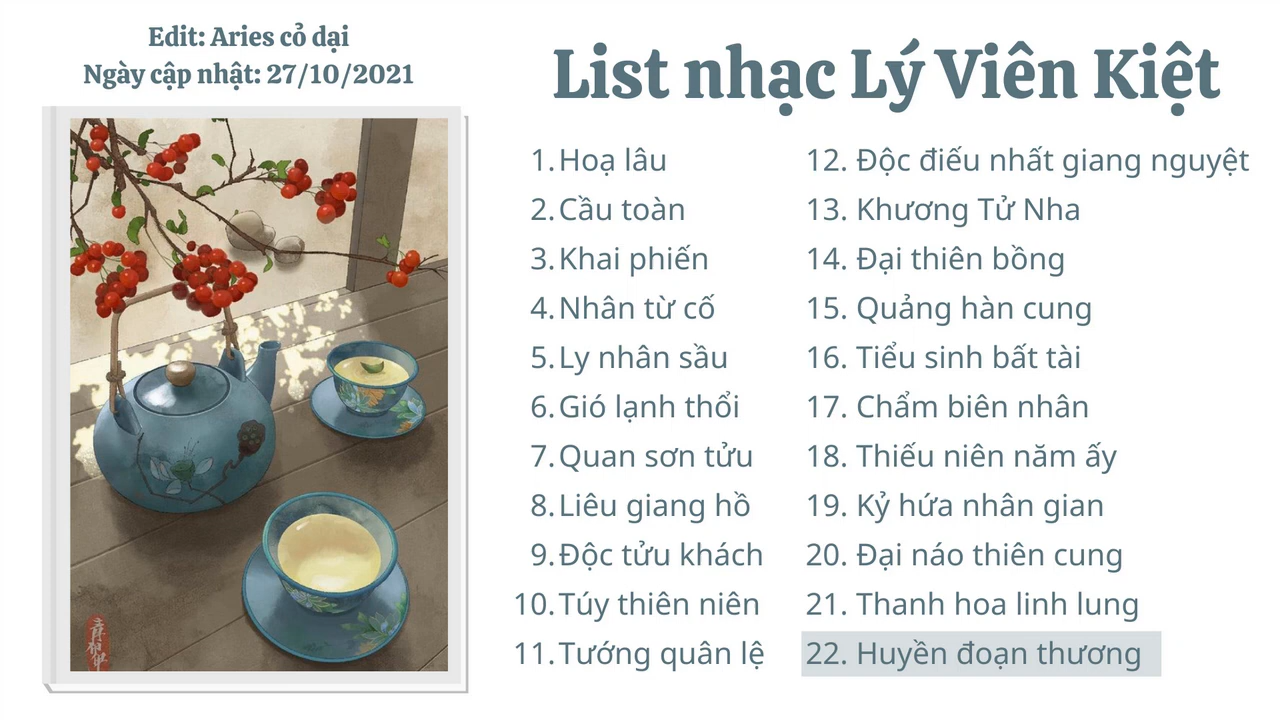 Edit: Aries cỏ dại
Ngày cập nhật: 27/10/2021
List nhạc Lý Viên Kiệt
1. Hoạ lâu
2. Cầu toàn
3. Khai phiến
4. Nhân từ cố
5. Ly nhân sầu
6. Gió lạnh thổi
7. Quan sơn tửu
8. Liêu giang hồ
9. Độc tửu khách
10. Túy thiên niên
11. Tướng quân lệ
12. Độc điếu nhất giang nguyệt
13. Khương Tử Nha
14. Đại thiên bồng
15. Quảng hàn cung
16. Tiểu sinh bất tài
17. Chẩm biên nhân
18. Thiếu niên năm ấy
19. Kỷ hứa nhân gian
20. Đại náo thiên cung
21. Thanh hoa linh lung
22. Huyền đoạn thương